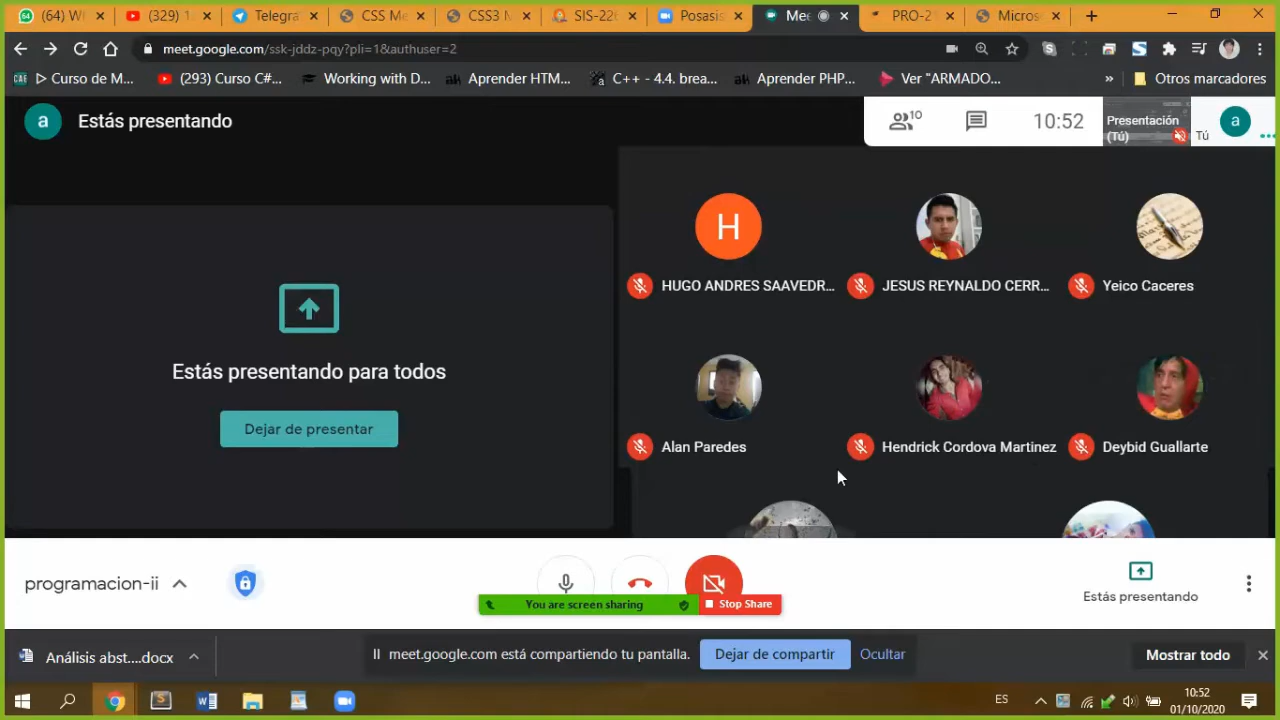 (64) W
(329) 1
Telegra
CSS Me
CSS3 M
SIS-226
Posasis
Mee
PRO-2
Micros
meet.google.com/ssk-jddz-pqy?pli=1&authuser=2
Curso de M...
(293) Curso C#...
Working with D...
Aprender HTM...
C++ - 4.4. brea...
Aprender PHP...
Ver "ARMADO...
»
Otros marcadores
a
Estás presentando
10
10:52
Presentación
(Tú)
Tú
a
H
HUGO ANDRES SAAVEDR...
JESUS REYNALDO CERR...
Yeico Caceres
Estás presentando para todos
Dejar de presentar
Alan Paredes
Hendrick Cordova Martinez
Deybid Guallarte
programacion-ii
You are screen sharing
Stop Share
Estás presentando
Análisis abst....docx
meet.google.com está compartiendo tu pantalla.
Dejar de compartir
Ocultar
Mostrar todo
ES
10:52
01/10/2020